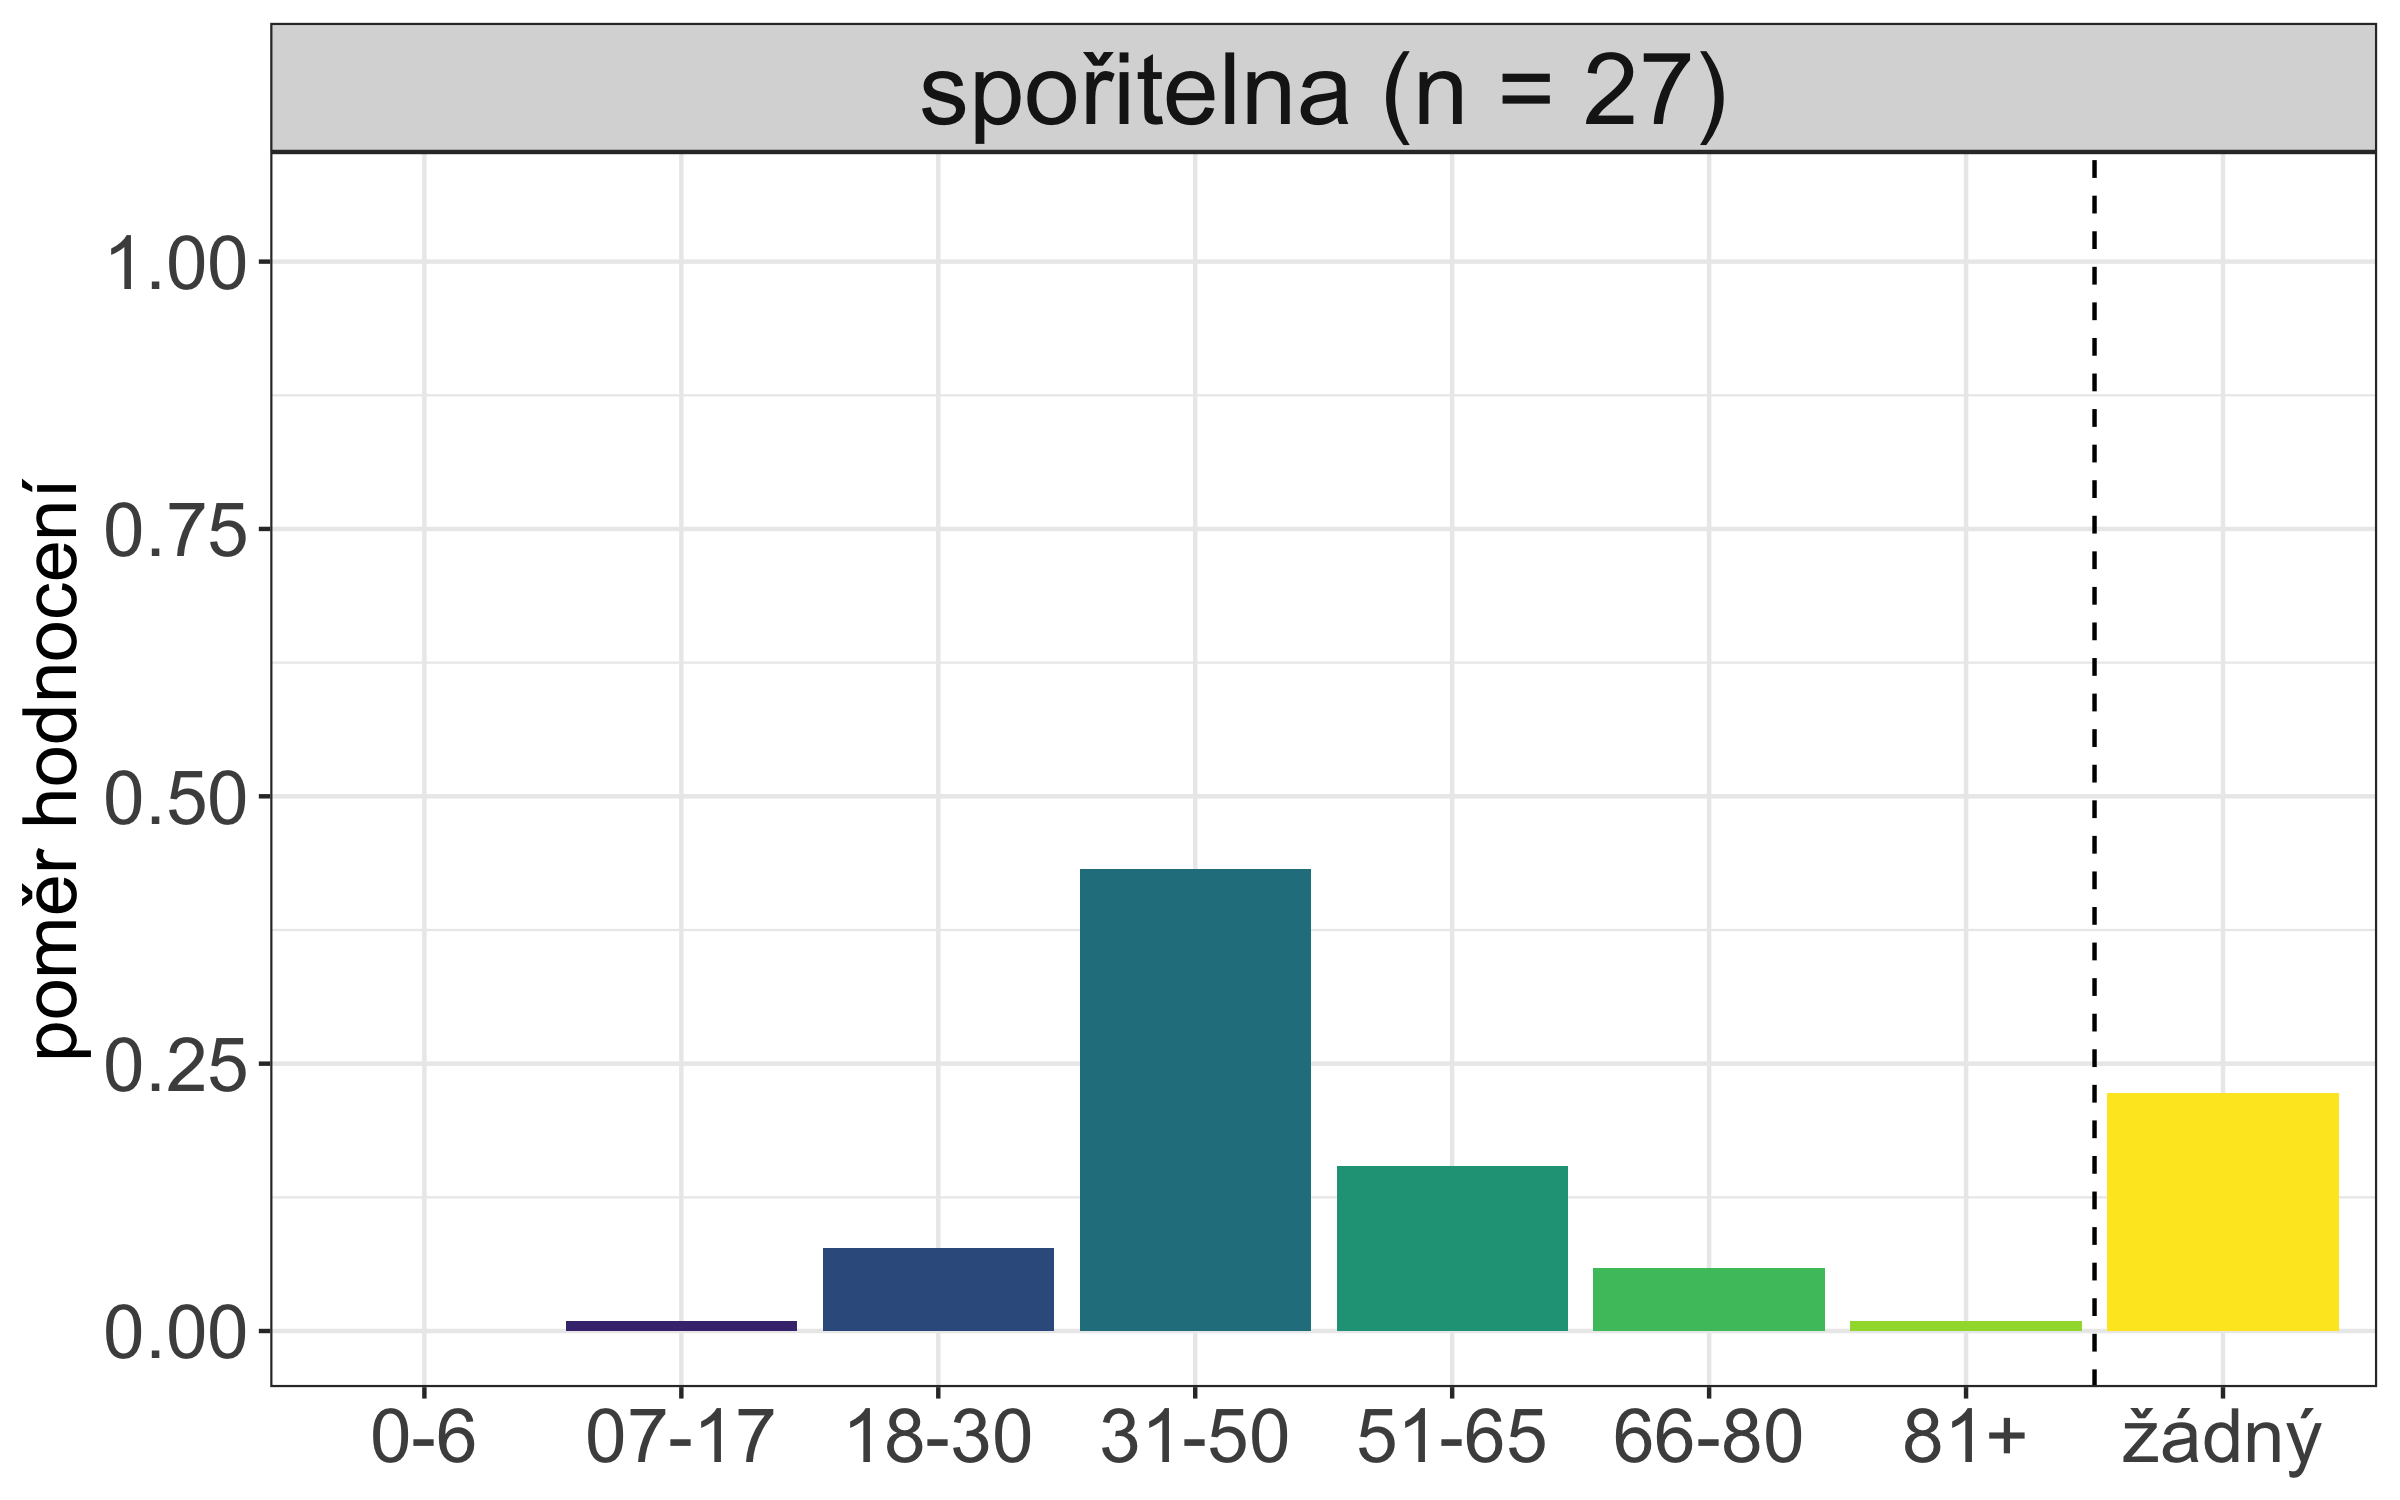 spořitelna (n = 27)
poměr hodnocení
1.00
0.75
0.50
0.25
0.00
0-6 07-17 18-30 31-50 51-65 66-80 81+ žádný